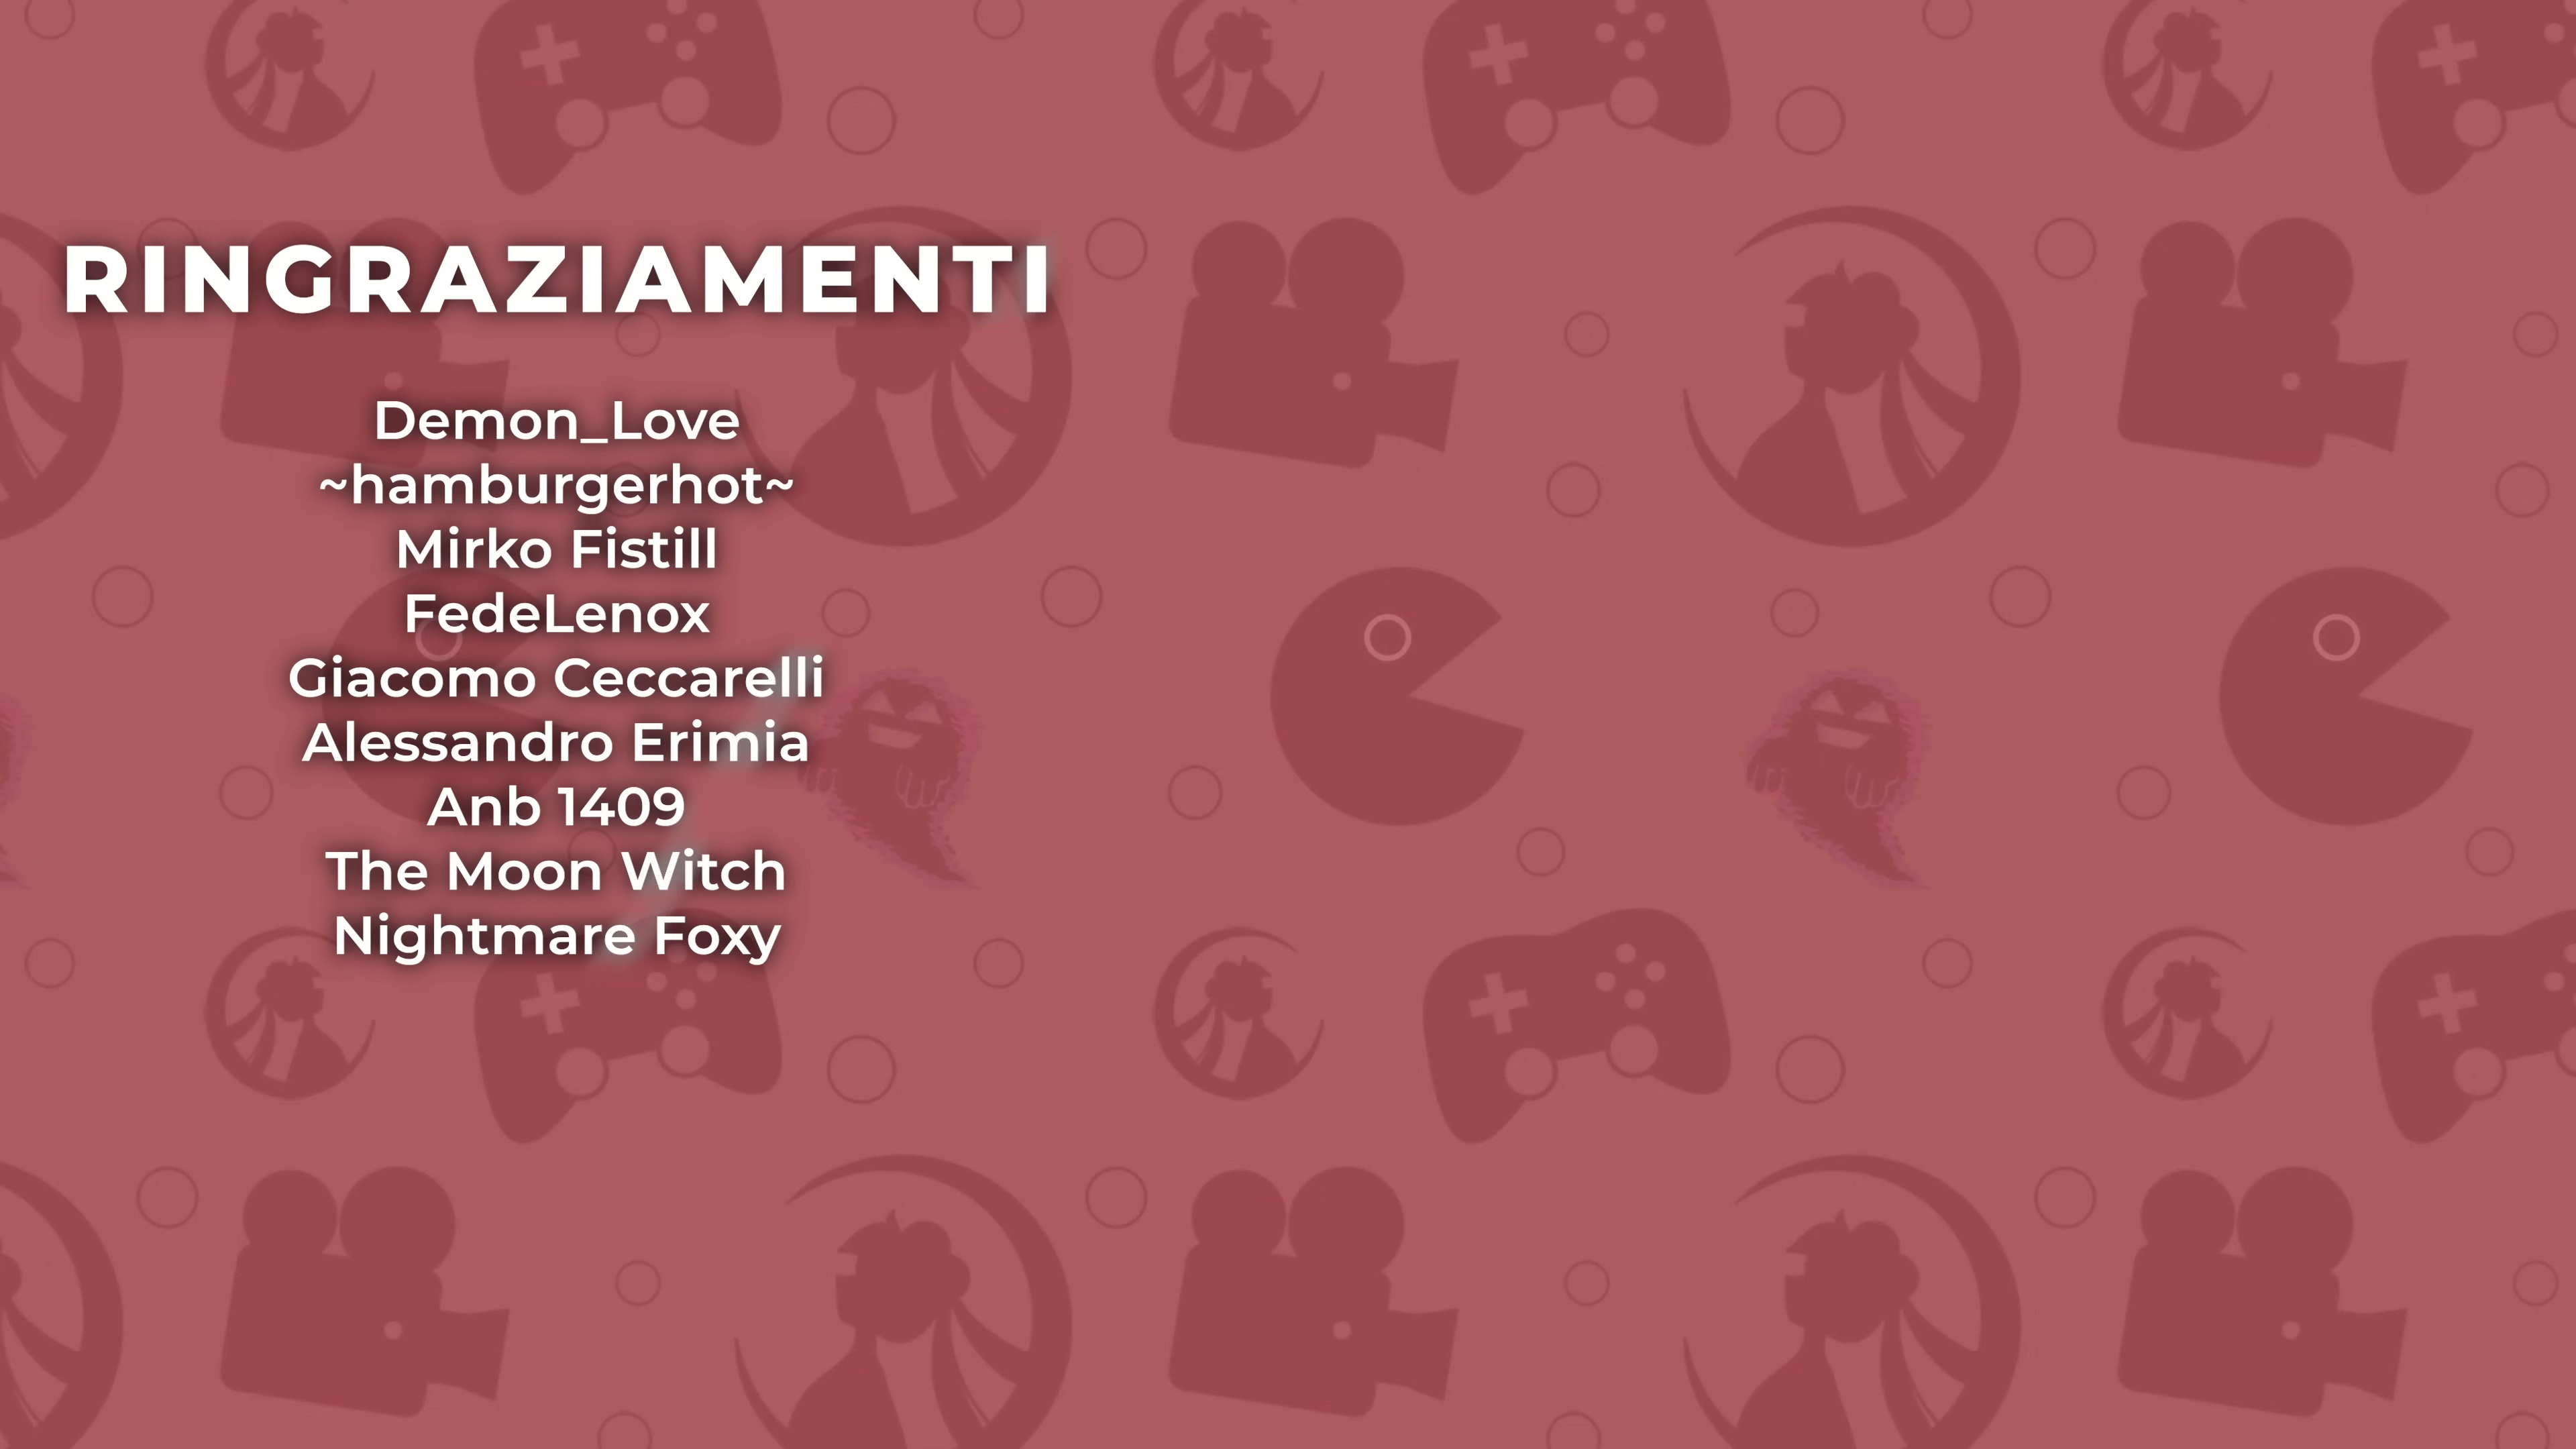 RINGRAZIAMENTI
Demon_Love
~hamburgerhot~
Mirko Fistill
FedeLenox
Giacomo Ceccarelli
Alessandro Erimia
Anb 1409
The Moon Witch
Nightmare Foxy